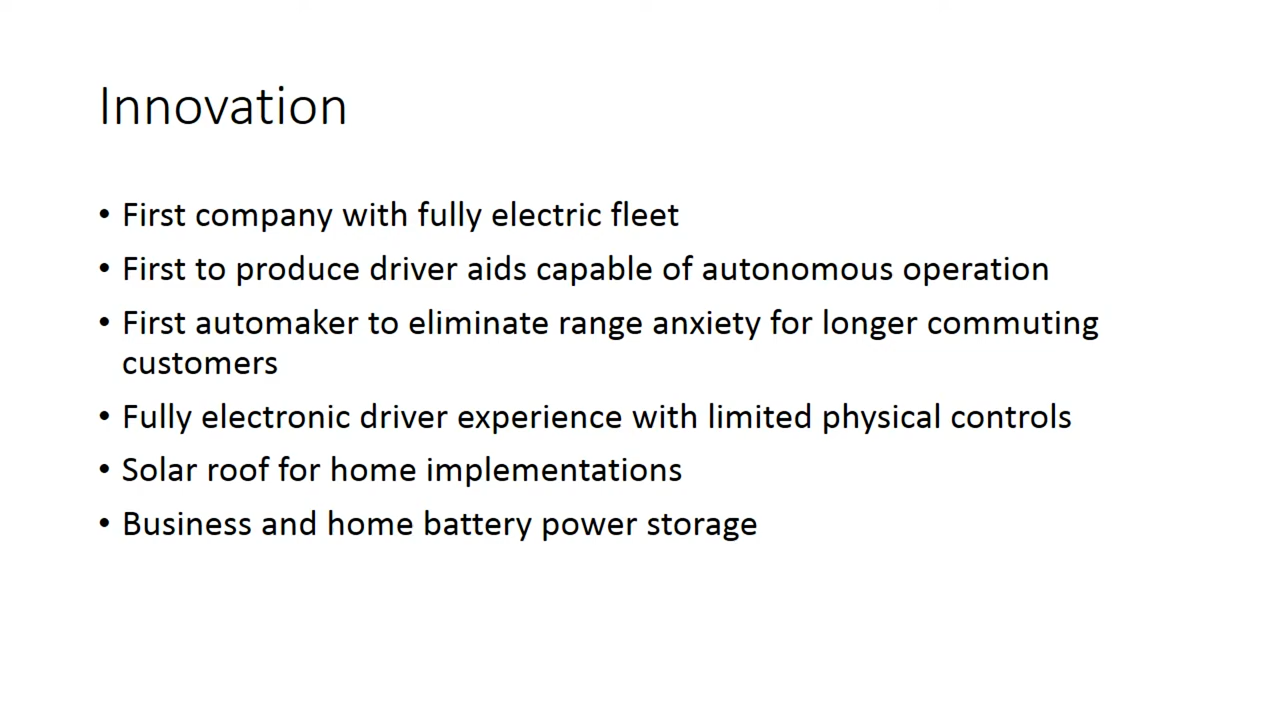 Innovation
• First company with fully electric fleet
• First to produce driver aids capable of autonomous operation
• First automaker to eliminate range anxiety for longer commuting
customers
• Fully electronic driver experience with limited physical controls
• Solar roof for home implementations
• Business and home battery power storage